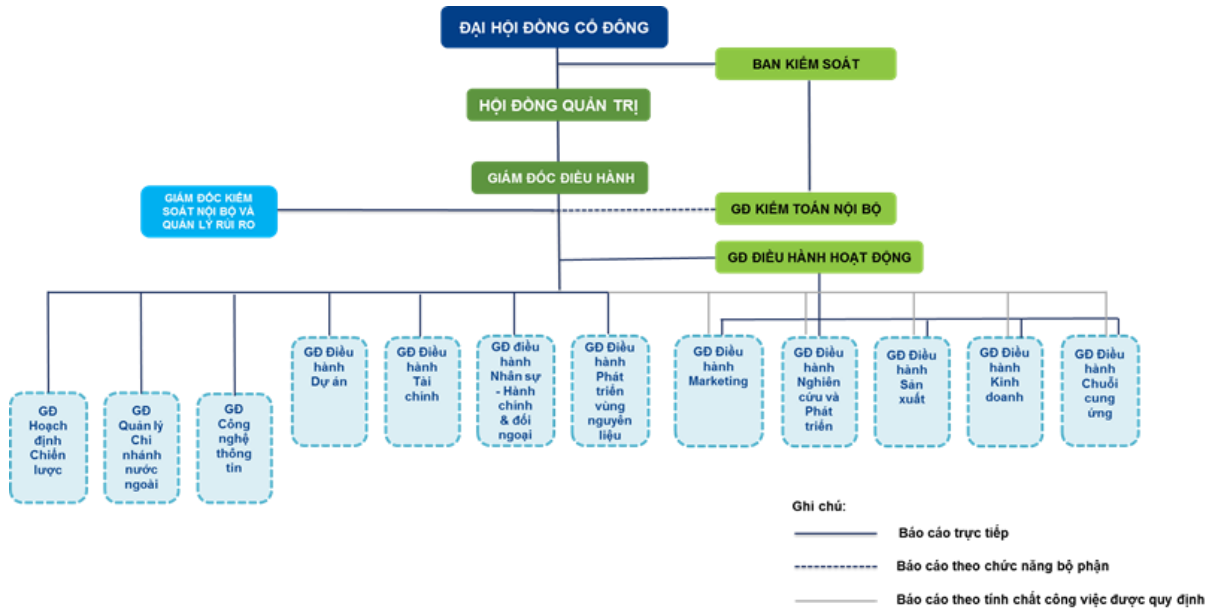 ĐẠI HỘI ĐỒNG CỔ ĐÔNG
BAN KIỂM SOÁT
HỘI ĐỒNG QUẢN TRỊ
GIÁM ĐỐC ĐIỀU HÀNH
GIÁM ĐỐC KIỂM
SOÁT NỘI BỘ VÀ
QUẢN LÝ RỦI RO
GĐ KIỂM TOÁN NỘI BỘ
GĐ ĐIỀU HÀNH HOẠT ĐỘNG
GĐ
Hoạch
định
Chiến
lược
GĐ
Quản lý
Chi
nhánh
nước
ngoài
GĐ
Công
nghệ
thông
tin
GĐ Điều
hành
Dự án
GĐ Điều
hành
Tài
chính
GĐ điều
hành
Nhân sự
- Hành
chính
& đối
ngoại
GĐ Điều
hành
Phát
triển
vùng
nguyên
liệu
GĐ Điều
hành
Marketing
GĐ Điều
hành
Nghiên
cứu và
Phát
triển
GĐ Điều
hành
Sản
xuất
GĐ Điều
hành
Kinh
doanh
GĐ Điều
hành
Chuỗi
cung
ứng
Ghi chú:
Báo cáo trực tiếp
Báo cáo theo chức năng bộ phận
Báo cáo theo tính chất công việc được quy định